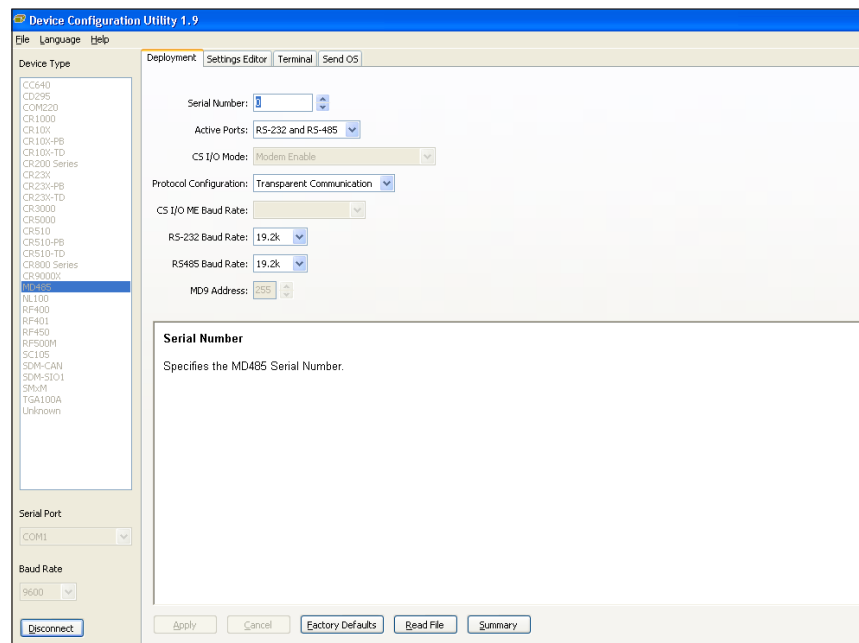 Device Configuration Utility 1.9
File Language Help
Device Type
CC640
CD295
COM220
CR1000
CR10X
CR10X-PB
CR10X-TD
CR200 Series
CR23X
CR23X-PB
CR23X-TD
CR3000
CR5000
CR510
CR510-PB
CR510-TD
CR800 Series
CR9000X
MD485
NL100
RF400
RF401
RF450
RF500M
SC105
SDM-CAN
SDM-SIO1
SMxM
TGA100A
Unknown
Serial Port
COM1
Baud Rate
9600
Disconnect
Deployment Settings Editor Terminal Send OS
Serial Number: 0
Active Ports: RS-232 and RS-485
CS I/O Mode: Modem Enable
Protocol Configuration: Transparent Communication
CS I/O ME Baud Rate:
RS-232 Baud Rate: 19.2k
RS485 Baud Rate: 19.2k
MD9 Address: 255
Serial Number
Specifies the MD485 Serial Number.
Apply Cancel Factory Defaults Read File Summary